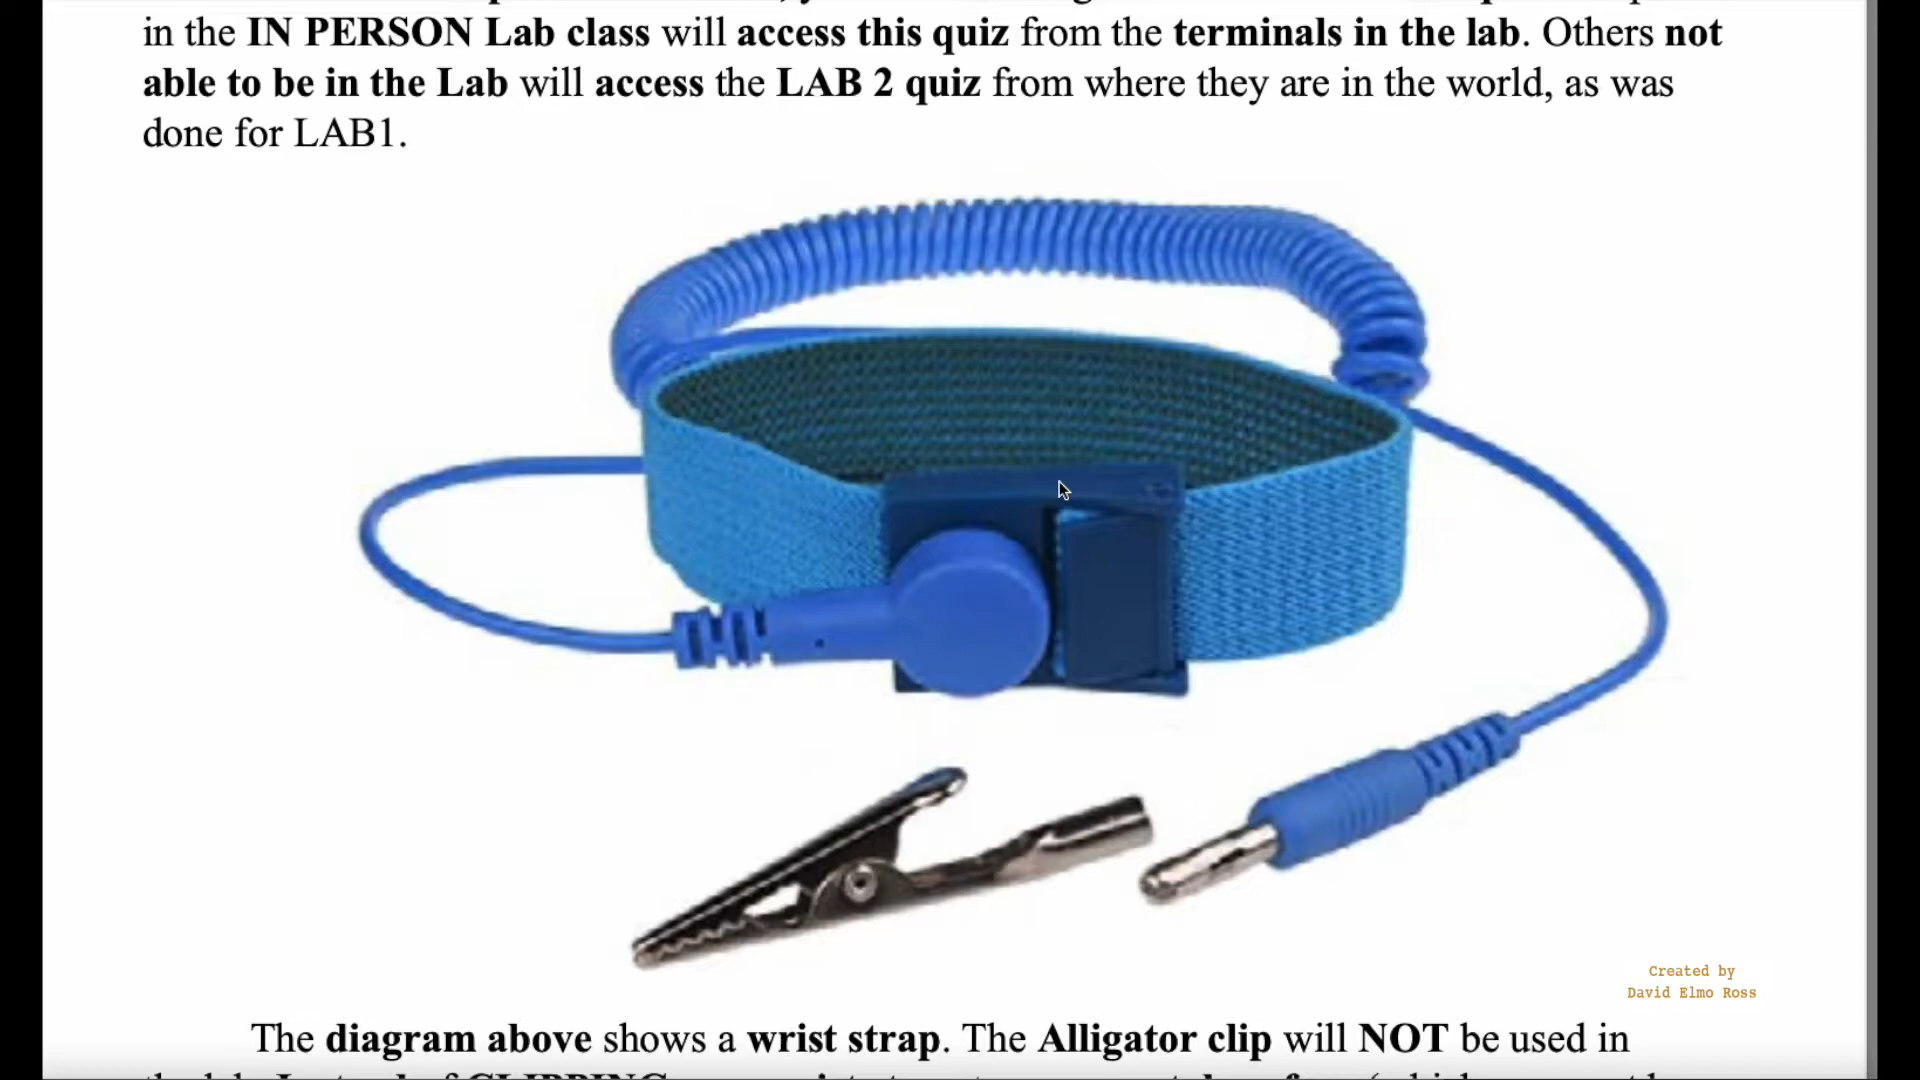 in the IN PERSON Lab class will access this quiz from the terminals in the lab. Others not
able to be in the Lab will access the LAB 2 quiz from where they are in the world, as was
done for LAB1.
Created by
David Elmo Ross
The diagram above shows a wrist strap. The Alligator clip will NOT be used in